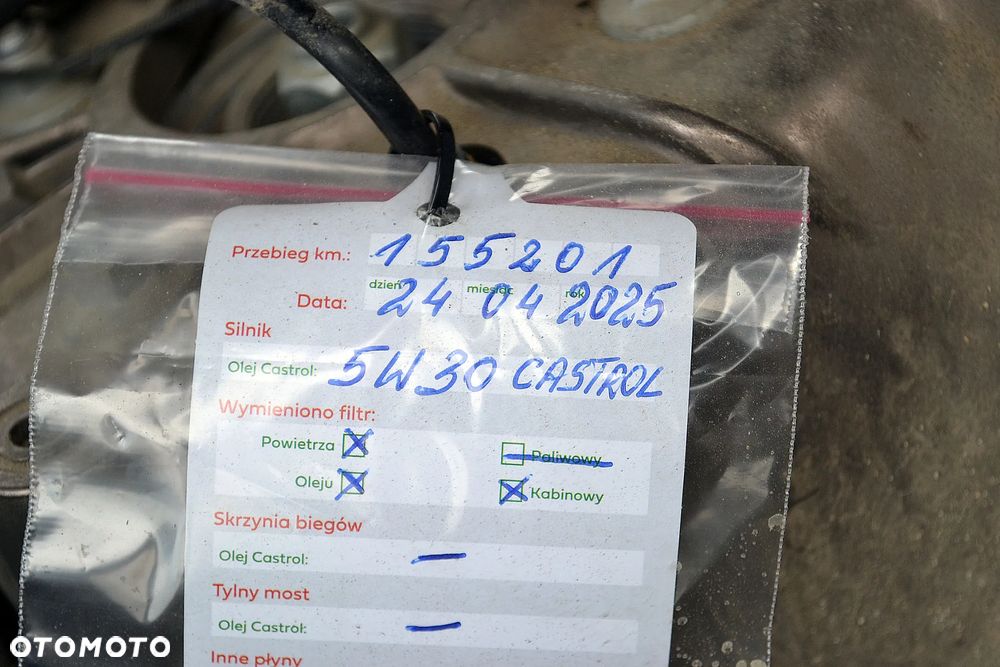 Przebieg km.: 155201
dzień miesiąc rok
Data: 24 04 2025
Silnik
Olej Castrol: 5W30 CASTROL
Wymieniono filtr:
Powietrza Paliwowy
Oleju Kabinowy
Skrzynia biegów
Olej Castrol: —
Tylny most
Olej Castrol: —
Inne płyny
OTOMOTO